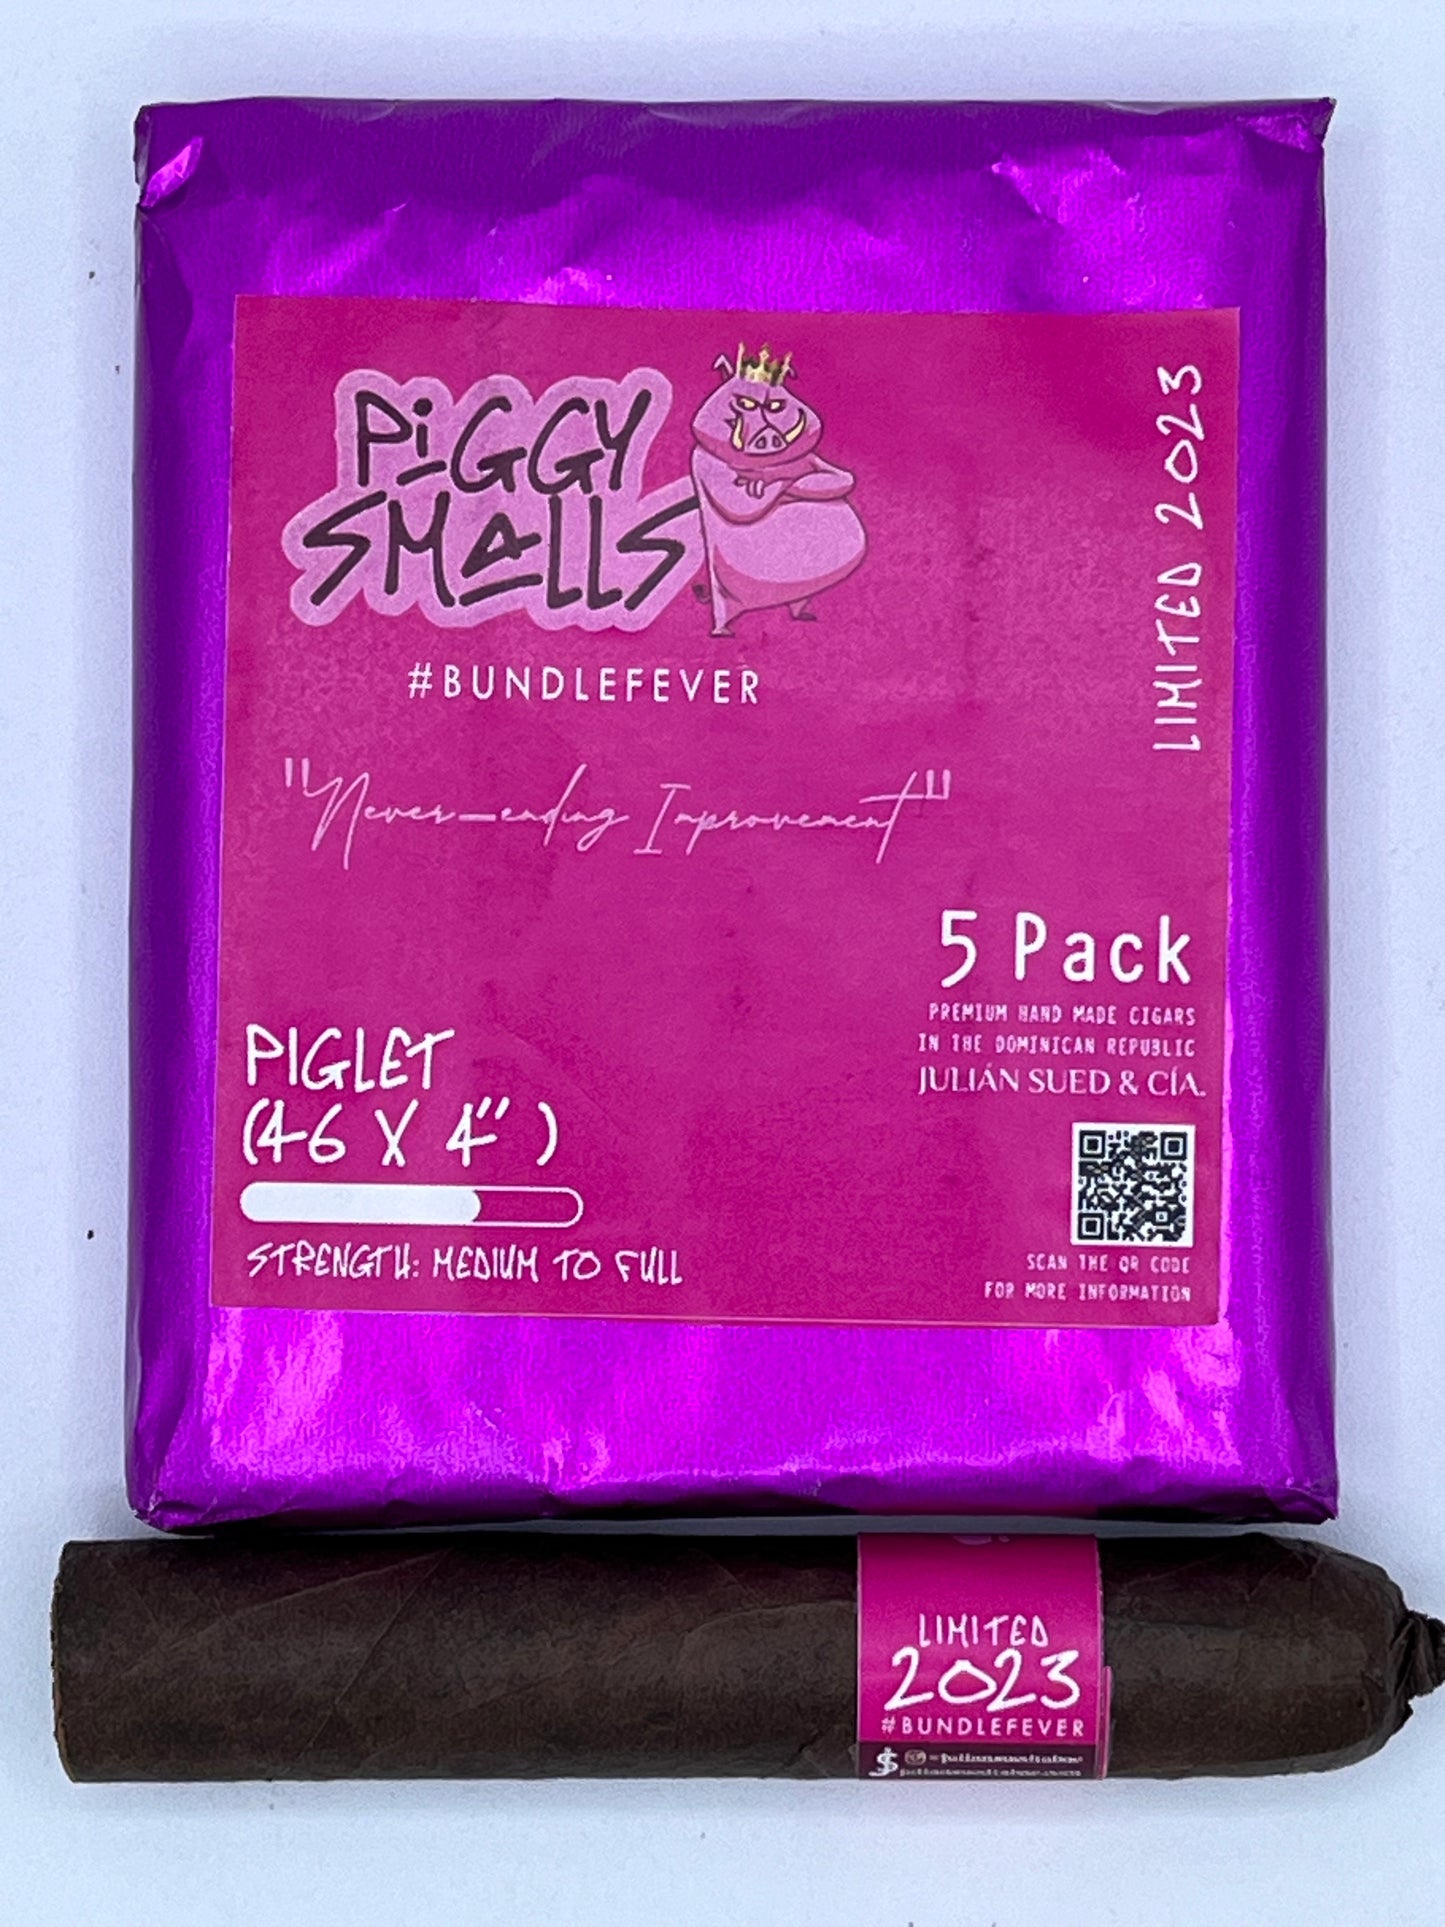 PiGGY
SMALLS
#BUNDLEFEVER
"Never-ending Improvement"
LIMITED 2023
5 Pack
PREMIUM HAND MADE CIGARS
IN THE DOMINICAN REPUBLIC
JULIÁN SUED & CÍA.
PIGLET
(46 X 4")
STRENGTH: MEDIUM TO FULL
SCAN THE QR CODE
FOR MORE INFORMATION
LIMITED
2023
#BUNDLEFEVER